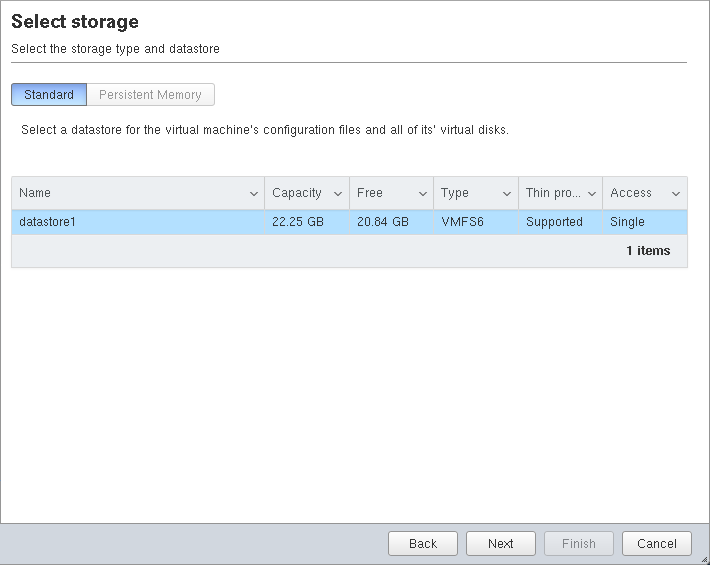 Select storage
Select the storage type and datastore
Standard Persistent Memory
Select a datastore for the virtual machine's configuration files and all of its' virtual disks.
Name Capacity Free Type Thin pro... Access
datastore1 22.25 GB 20.84 GB VMFS6 Supported Single
1 items
Back Next Finish Cancel